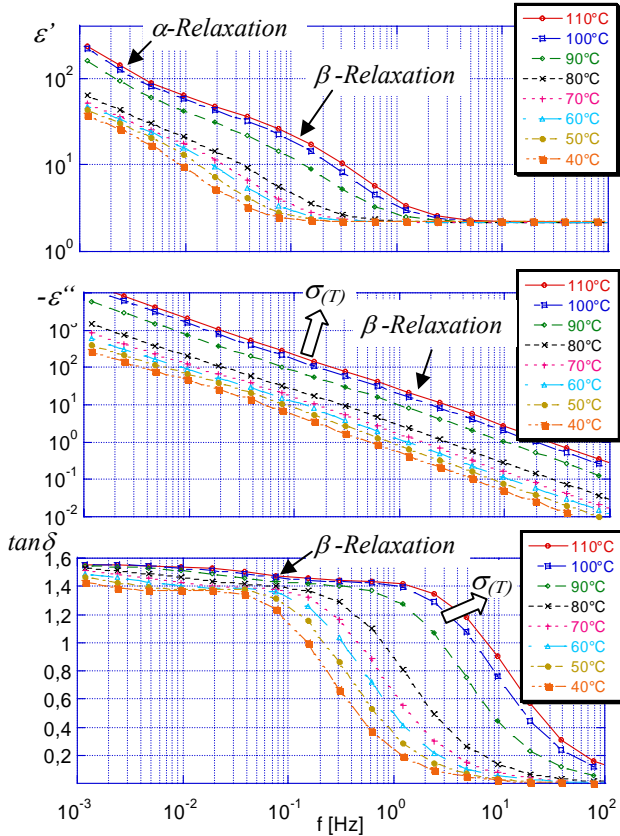 ε'
α-Relaxation
β-Relaxation
10²
10¹
10⁰
110°C
100°C
90°C
80°C
70°C
60°C
50°C
40°C
-ε''
σ(T)
β-Relaxation
10³
10²
10¹
10⁰
10⁻¹
10⁻²
110°C
100°C
90°C
80°C
70°C
60°C
50°C
40°C
tanδ
β-Relaxation
σ(T)
1,6
1,4
1,2
1
0,8
0,6
0,4
0,2
110°C
100°C
90°C
80°C
70°C
60°C
50°C
40°C
10⁻³ 10⁻² 10⁻¹ 10⁰ 10¹ 10²
f [Hz]